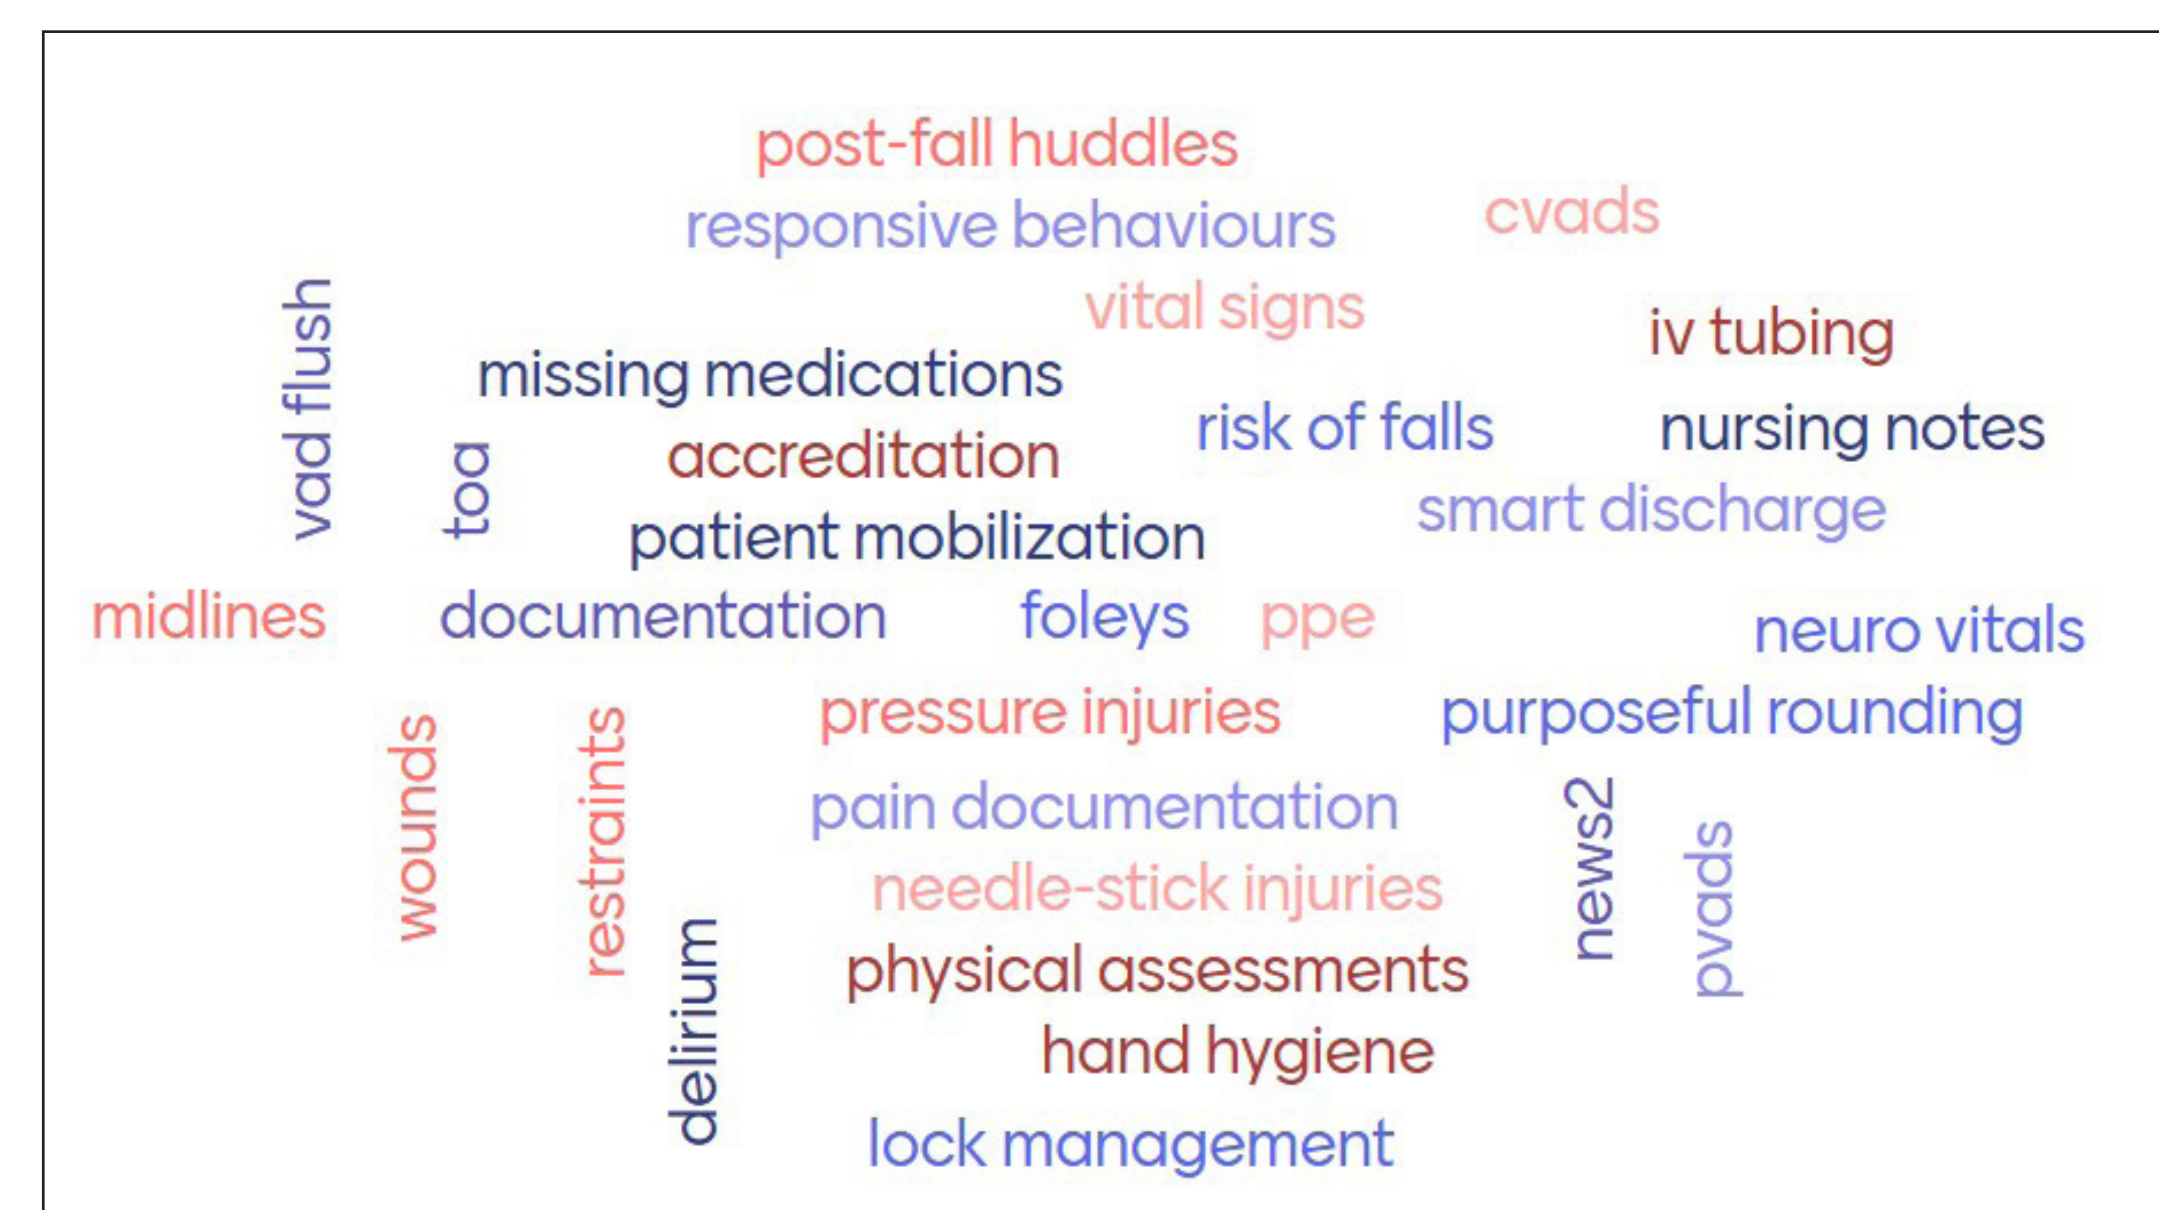 post-fall huddles
responsive behaviours
cvads
vital signs
vad flush
iv tubing
missing medications
risk of falls
nursing notes
toa
accreditation
smart discharge
patient mobilization
midlines
documentation
foleys
ppe
neuro vitals
wounds
restraints
pressure injuries
purposeful rounding
pain documentation
news2
pvads
needle-stick injuries
delirium
physical assessments
hand hygiene
lock management